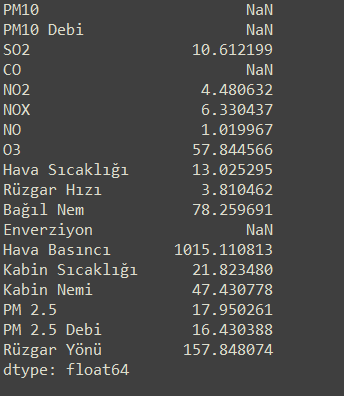 PM10 NaN
PM10 Debi NaN
SO2 10.612199
CO NaN
NO2 4.480632
NOX 6.330437
NO 1.019967
O3 57.844566
Hava Sıcaklığı 13.025295
Rüzgar Hızı 3.810462
Bağıl Nem 78.259691
Enverziyon NaN
Hava Basıncı 1015.110813
Kabin Sıcaklığı 21.823480
Kabin Nemi 47.430778
PM 2.5 17.950261
PM 2.5 Debi 16.430388
Rüzgar Yönü 157.848074
dtype: float64